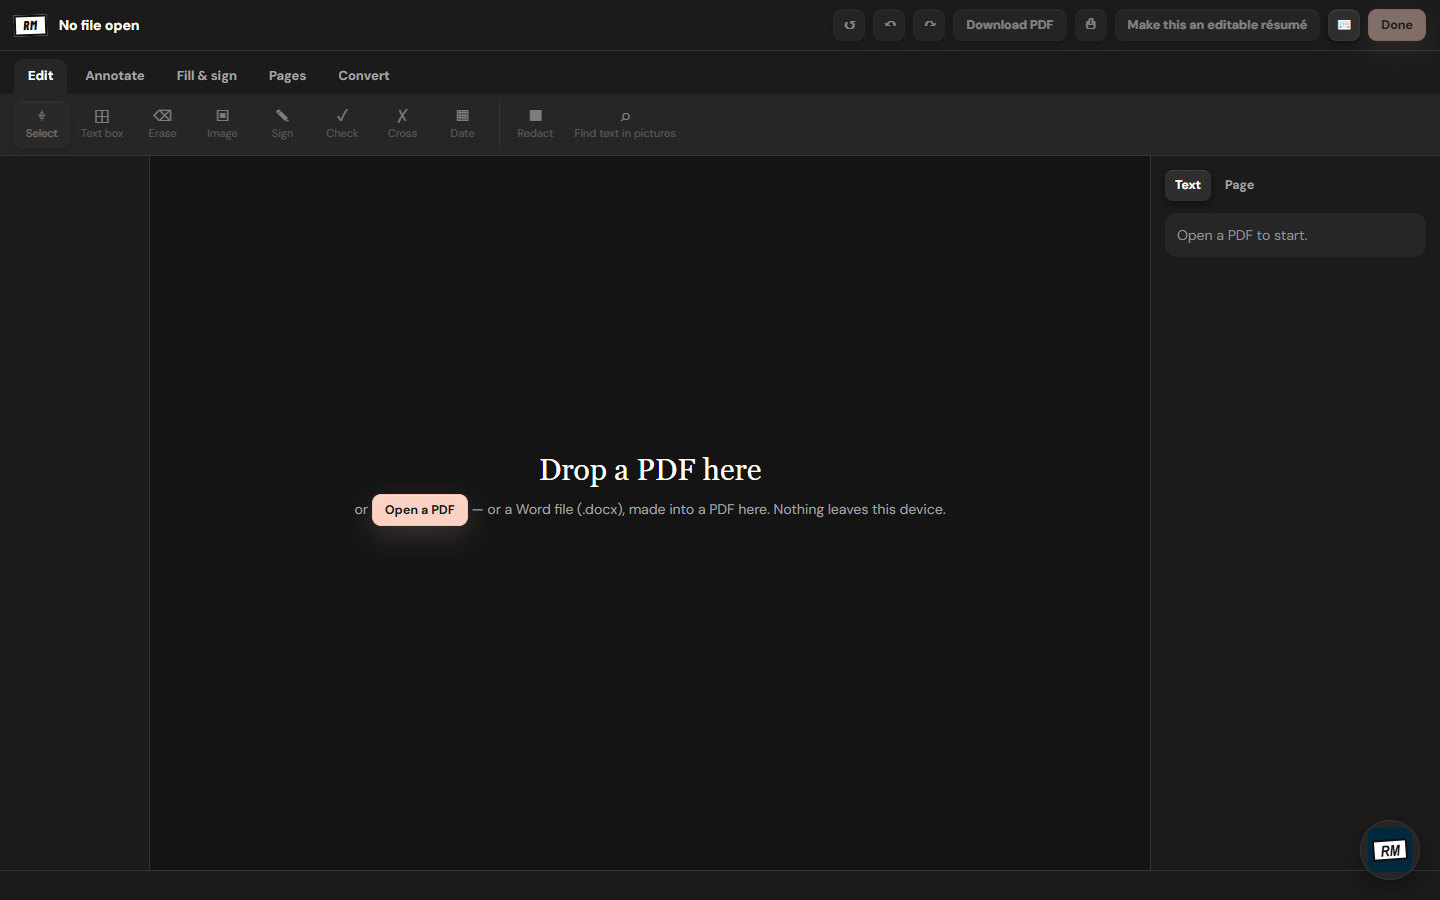 RM No file open Download PDF Make this an editable résumé Done
Edit Annotate Fill & sign Pages Convert
Select Text box Erase Image Sign Check Cross Date Redact Find text in pictures
Text Page
Open a PDF to start.
Drop a PDF here
or Open a PDF — or a Word file (.docx), made into a PDF here. Nothing leaves this device.
RM